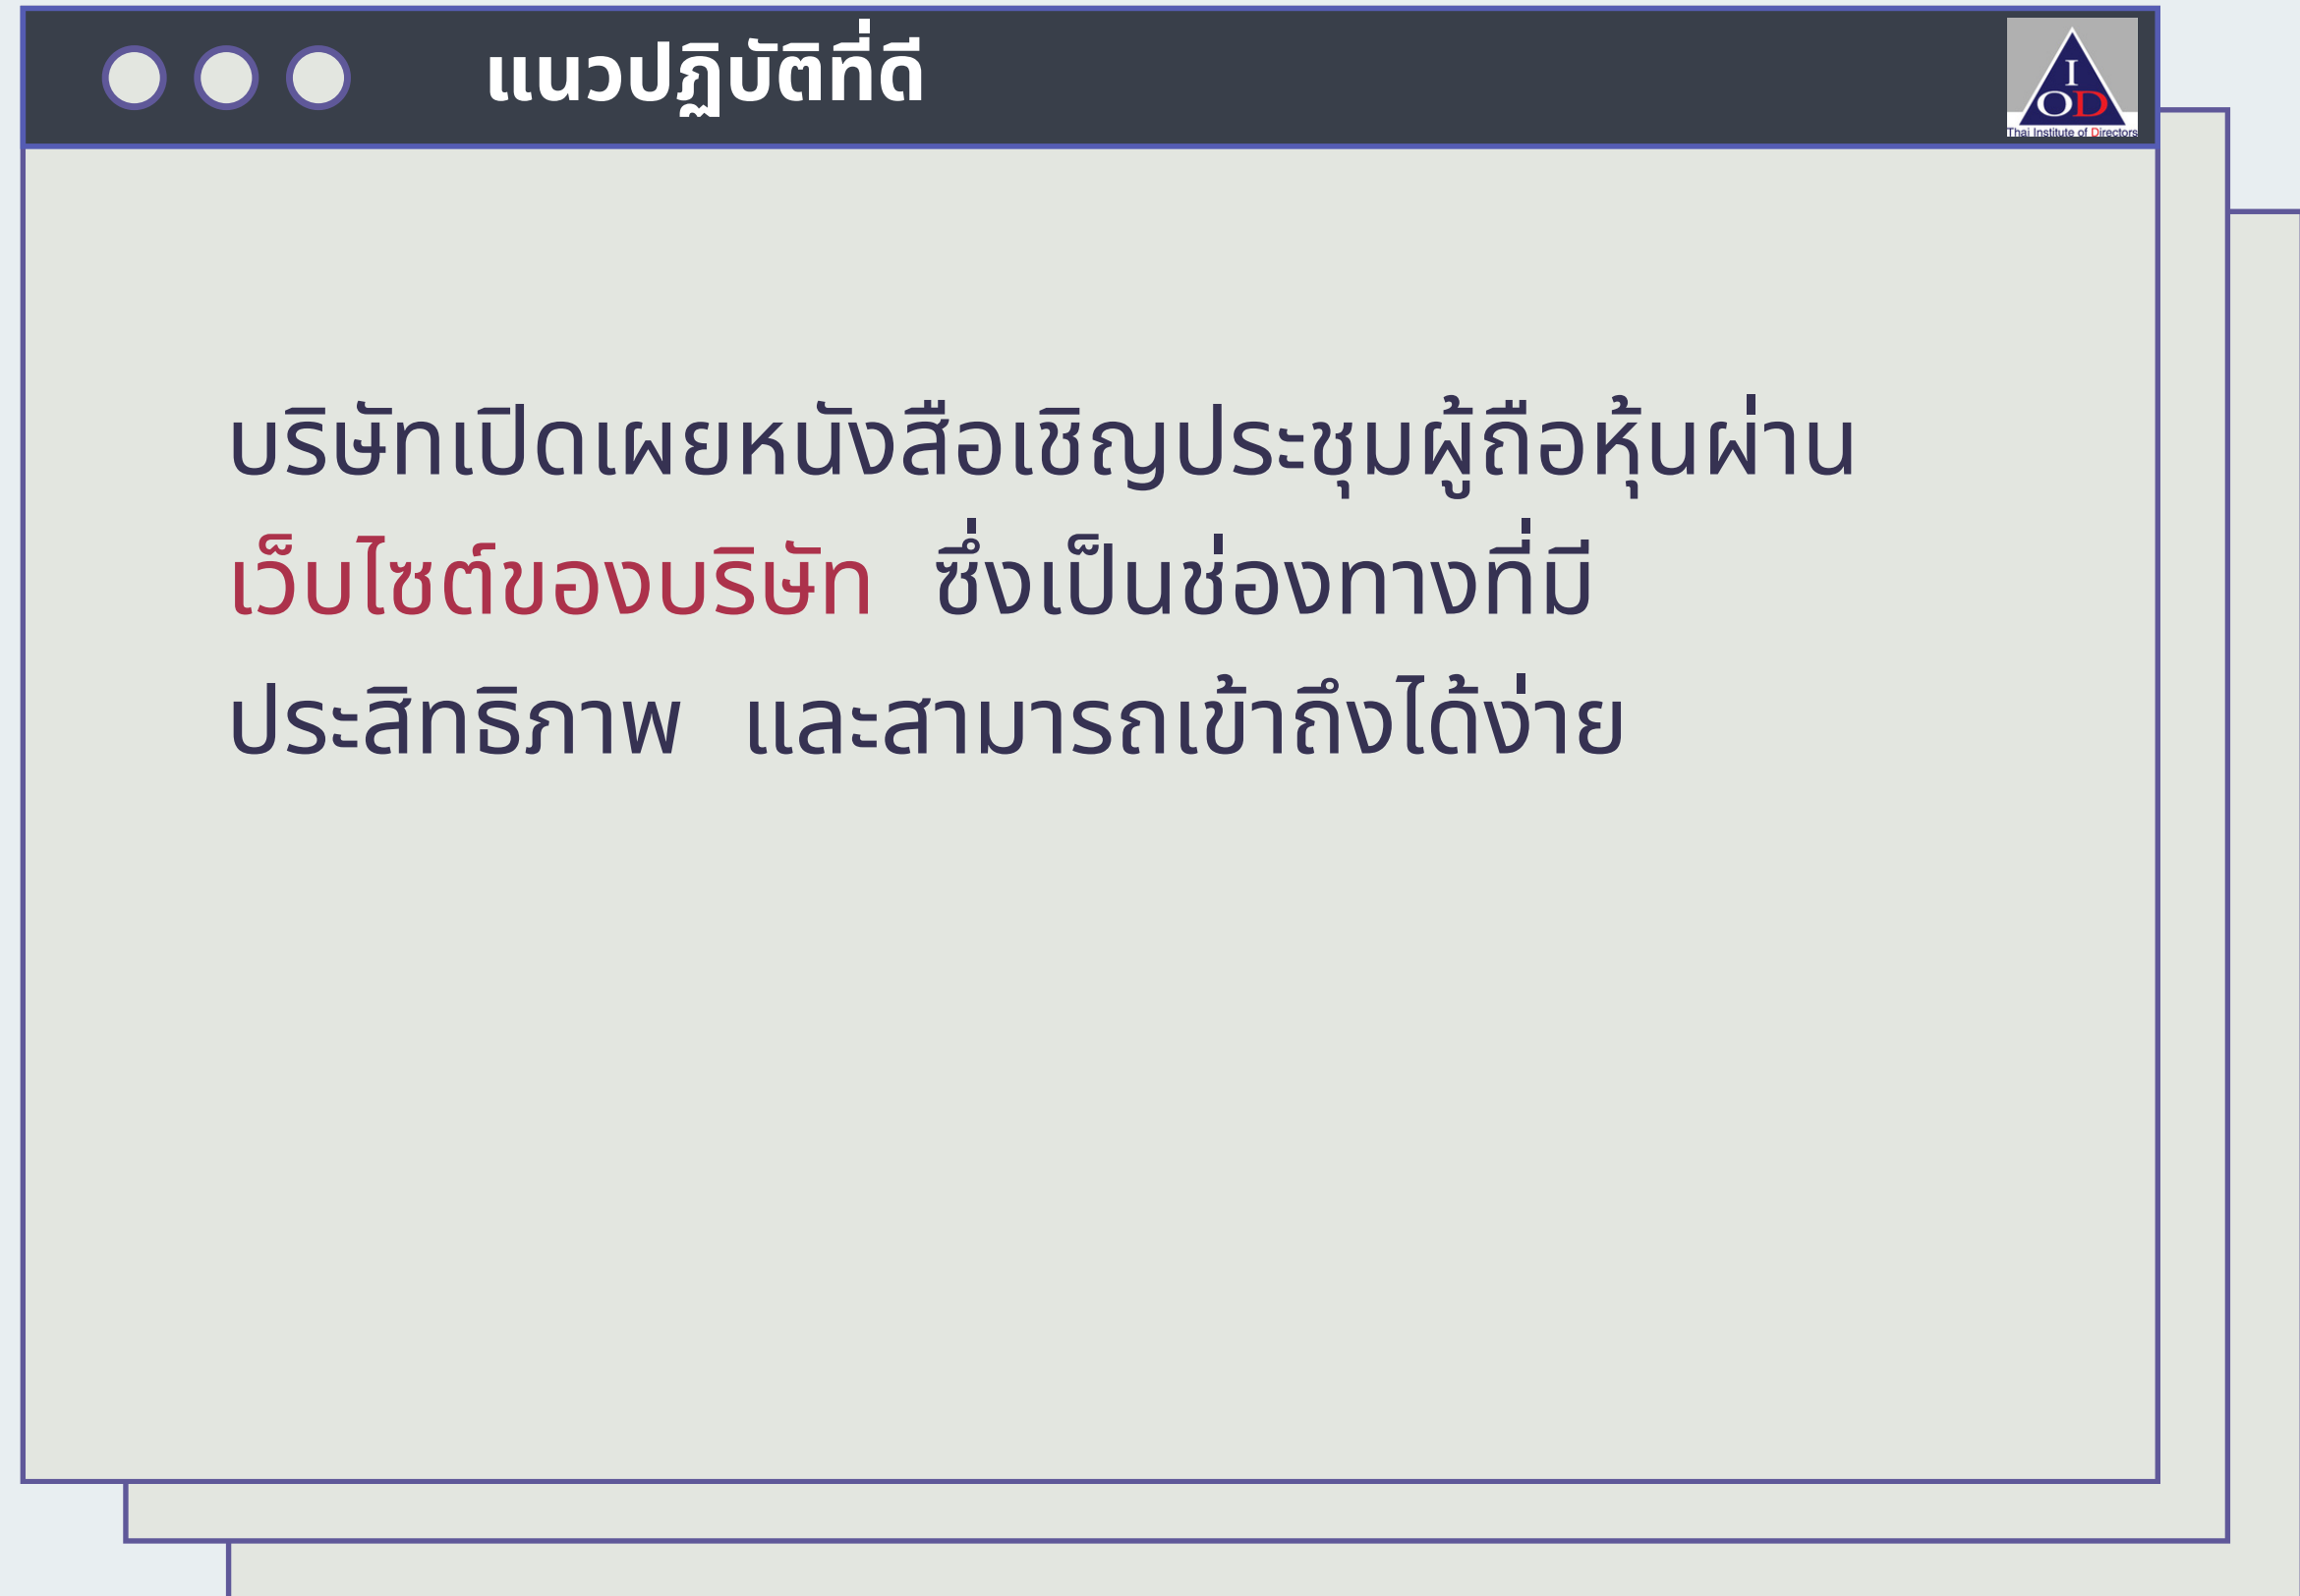 แนวปฏิบัติที่ดี
I
OD
Thai Institute of Directors
บริษัทเปิดเผยหนังสือเชิญประชุมผู้ถือหุ้นผ่าน
เว็บไซต์ของบริษัท ซึ่งเป็นช่องทางที่มี
ประสิทธิภาพ และสามารถเข้าถึงได้ง่าย